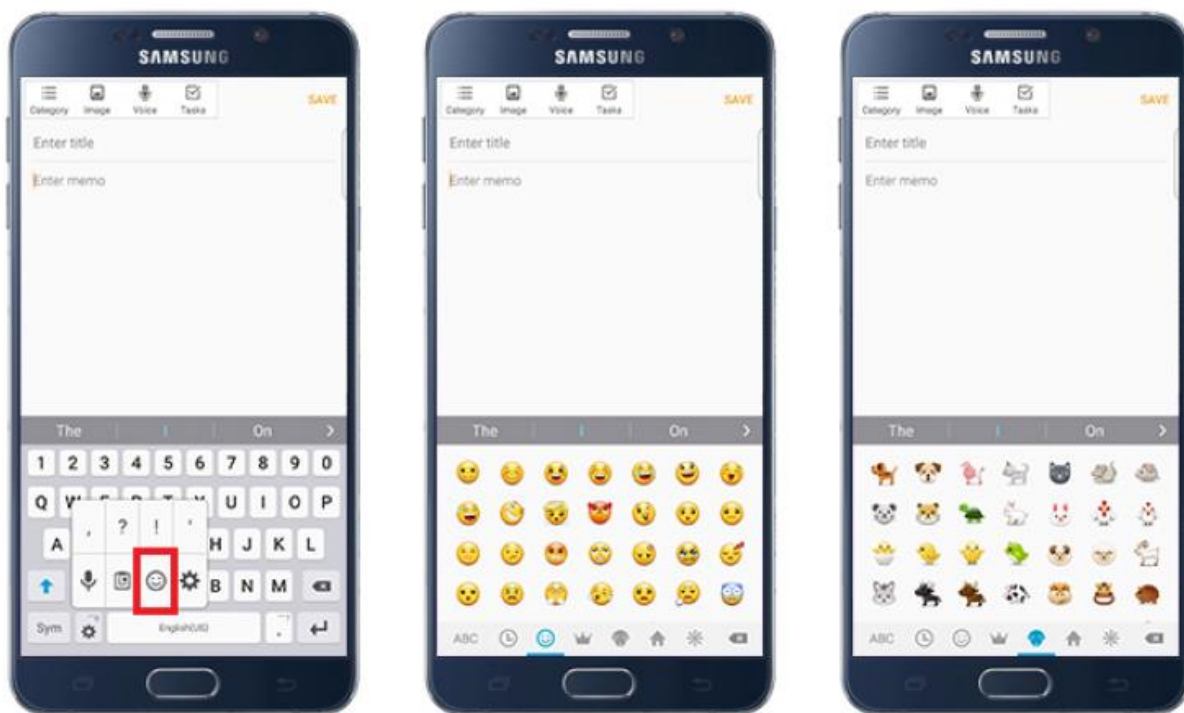 SAMSUNG
Category Image Voice Tasks
SAVE
Enter title
Enter memo
The I On
1 2 3 4 5 6 7 8 9 0
Q W U I O P
, ? ! '
A H J K L
B N M
Sym English(US) .
SAMSUNG
Category Image Voice Tasks
SAVE
Enter title
Enter memo
The I On
ABC
SAMSUNG
Category Image Voice Tasks
SAVE
Enter title
Enter memo
The I On
ABC